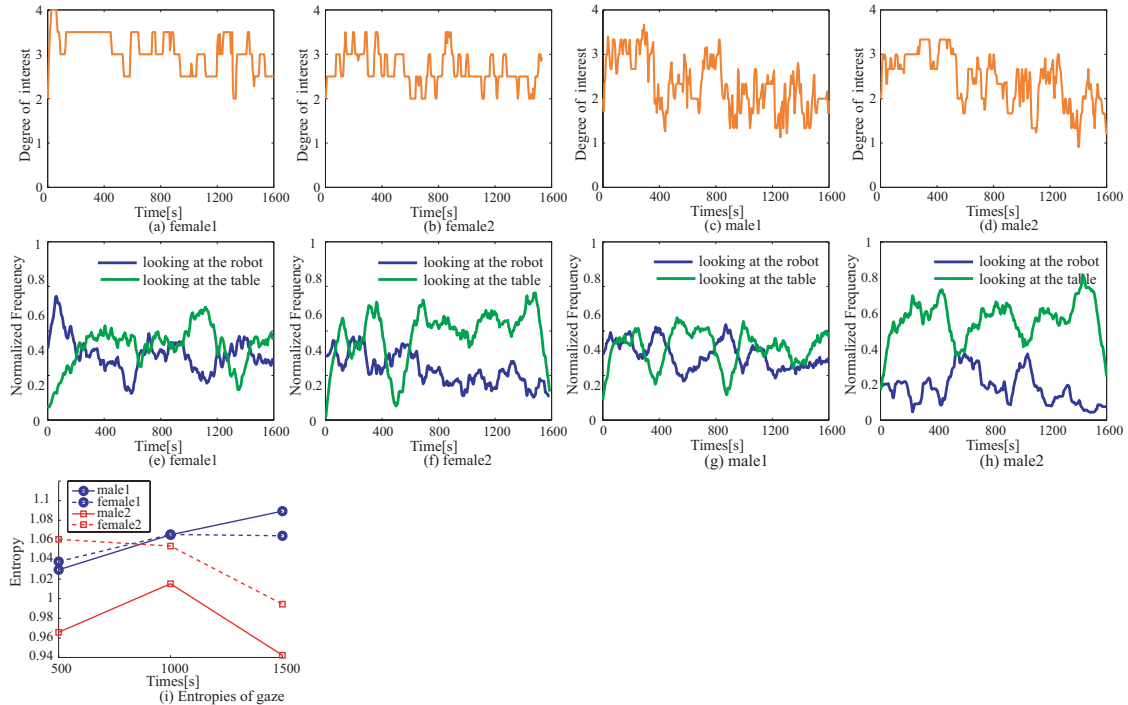 4
3
2
1
0
Degree of interest
0 400 800 1200 1600
Time[s]
(a) female1
4
3
2
1
0
Degree of interest
0 400 800 1200 1600
Time[s]
(b) female2
4
3
2
1
0
Degree of interest
0 400 800 1200 1600
Times[s]
(c) male1
4
3
2
1
0
Degree of interest
0 400 800 1200 1600
Time[s]
(d) male2
1
0.8
0.6
0.4
0.2
0
Normalized Frequency
looking at the robot
looking at the table
0 400 800 1200 1600
Times[s]
(e) female1
1
0.8
0.6
0.4
0.2
0
Normalized Frequency
looking at the robot
looking at the table
0 400 800 1200 1600
Times[s]
(f) female2
1
0.8
0.6
0.4
0.2
0
Normalized Frequency
looking at the robot
looking at the table
0 400 800 1200 1600
Times[s]
(g) male1
1
0.8
0.6
0.4
0.2
0
Normalized Frequency
looking at the robot
looking at the table
0 400 800 1200 1600
Times[s]
(h) male2
male1
female1
male2
female2
1.1
1.08
1.06
1.04
1.02
1
0.98
0.96
0.94
Entropy
500 1000 1500
Times[s]
(i) Entropies of gaze